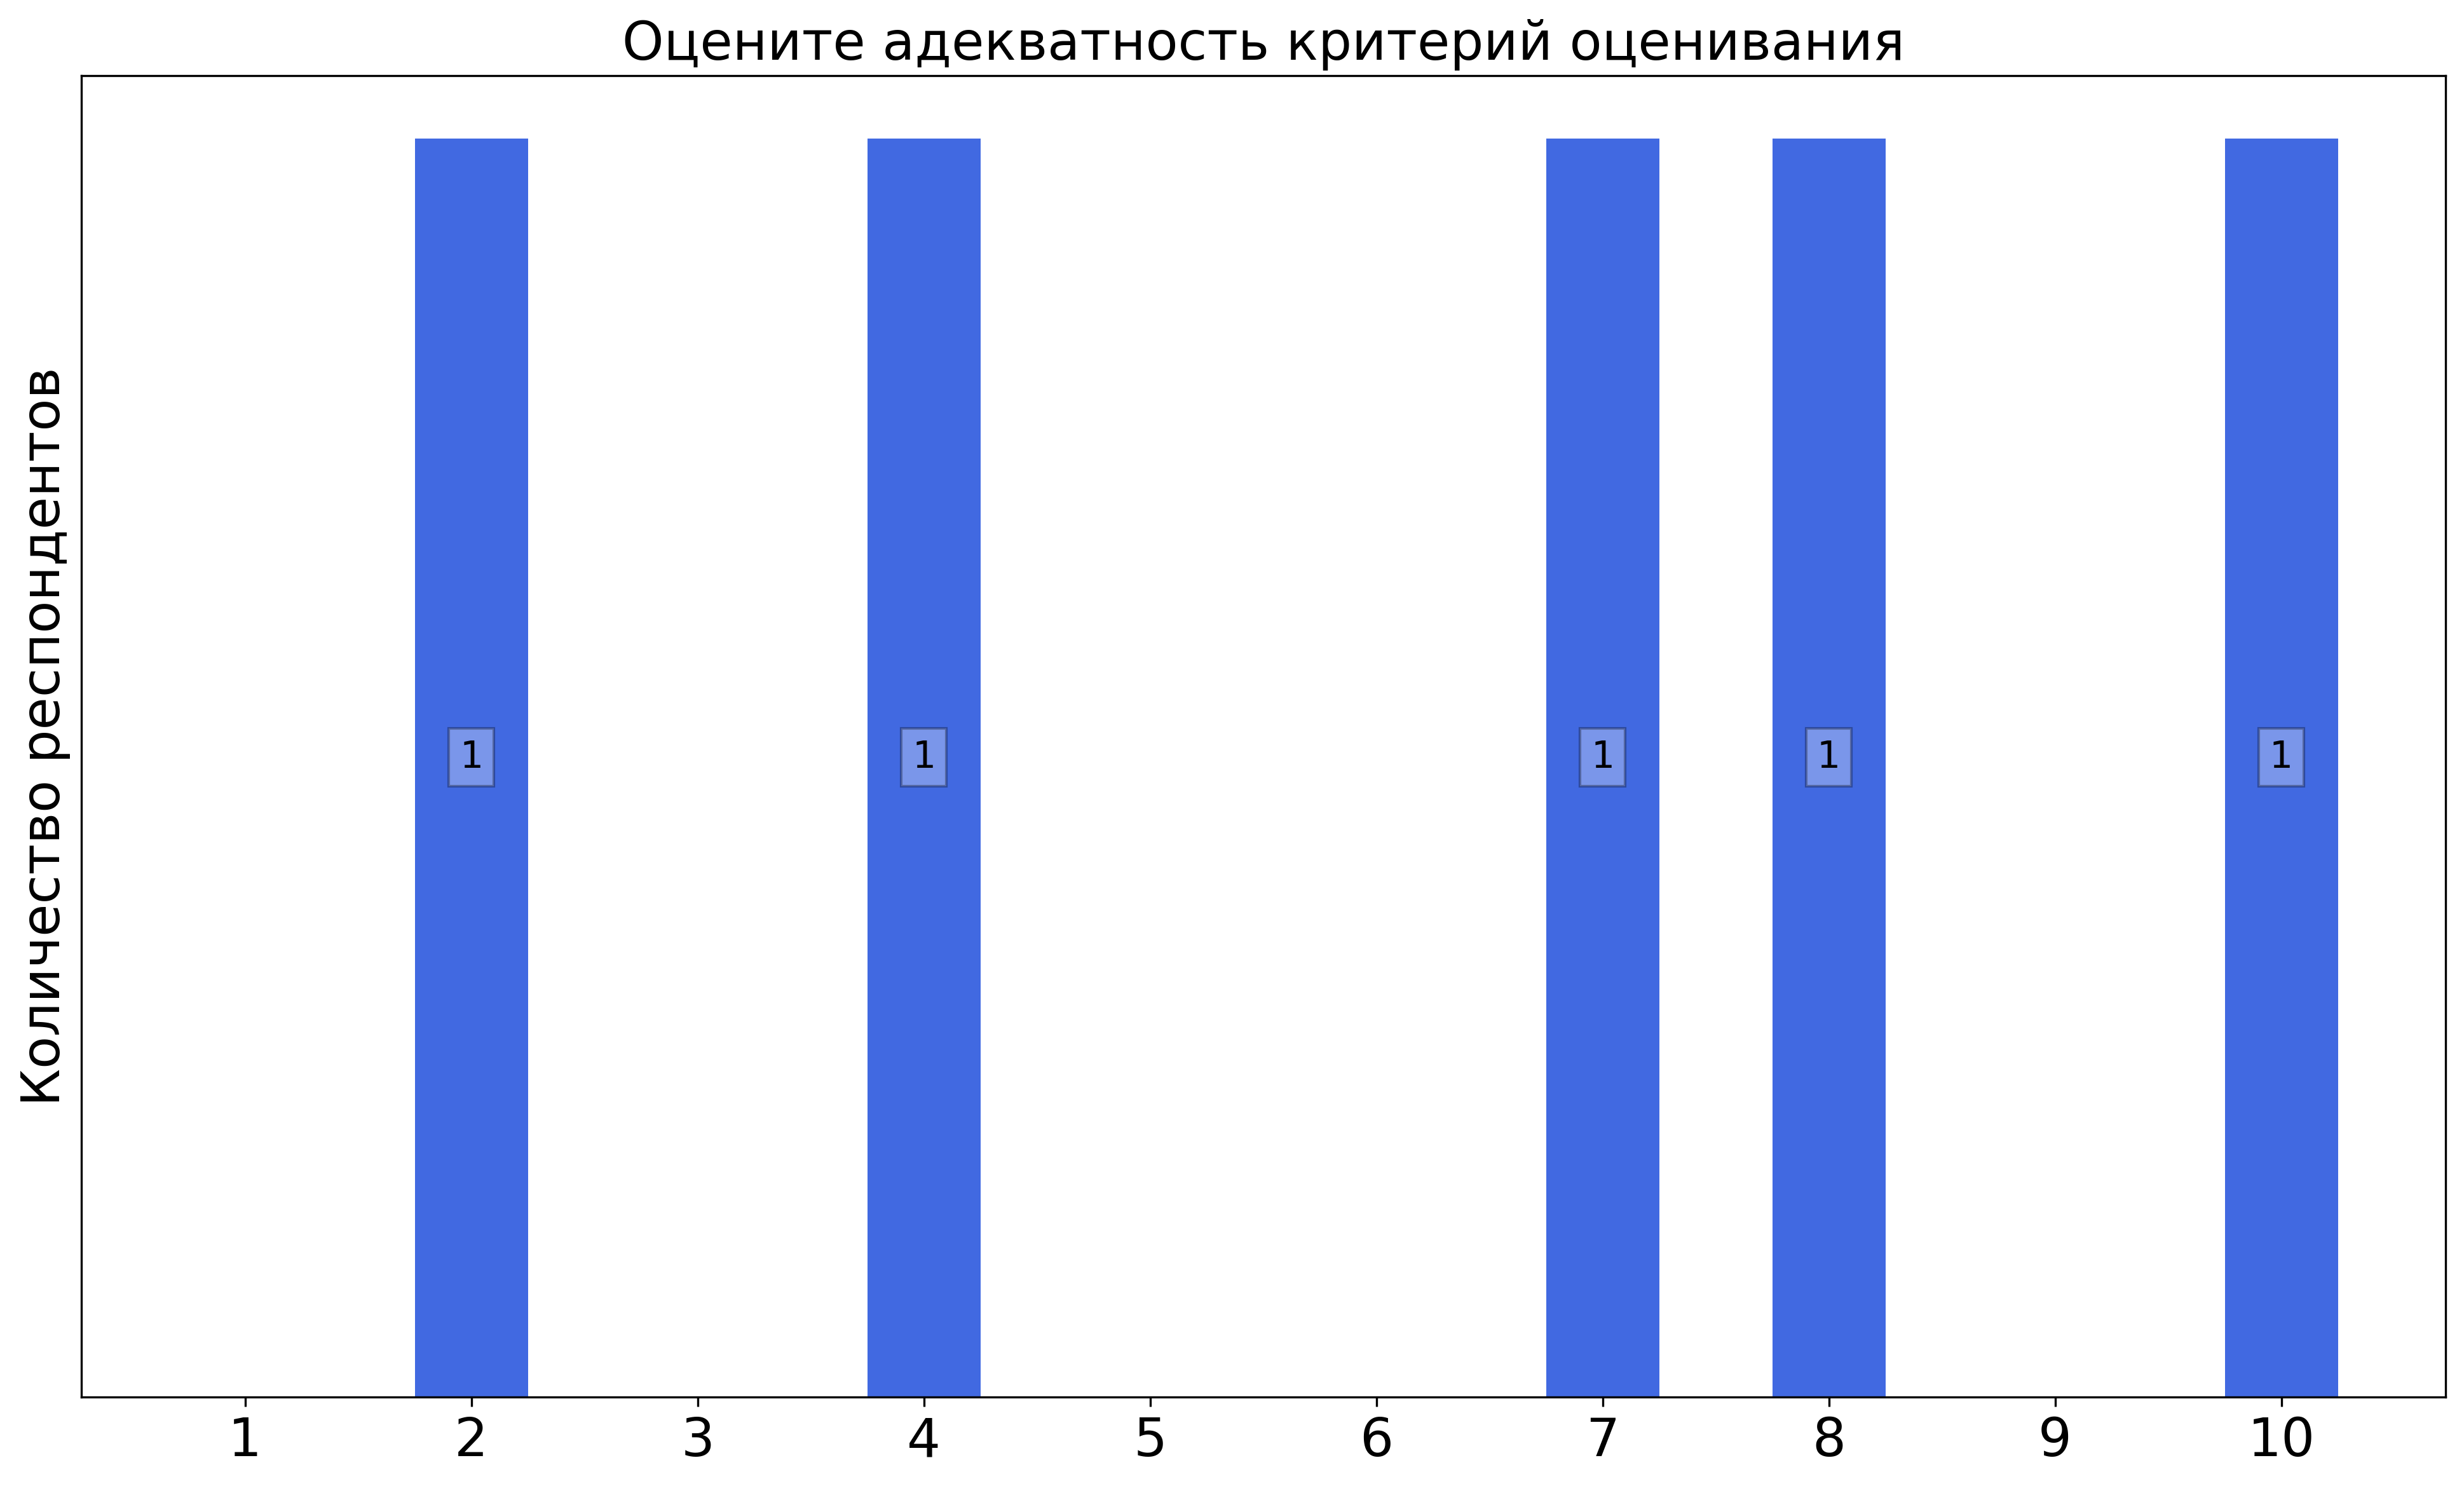 Оцените адекватность критерий оценивания
Количество респондентов
1 1 1 1 1
1 2 3 4 5 6 7 8 9 10